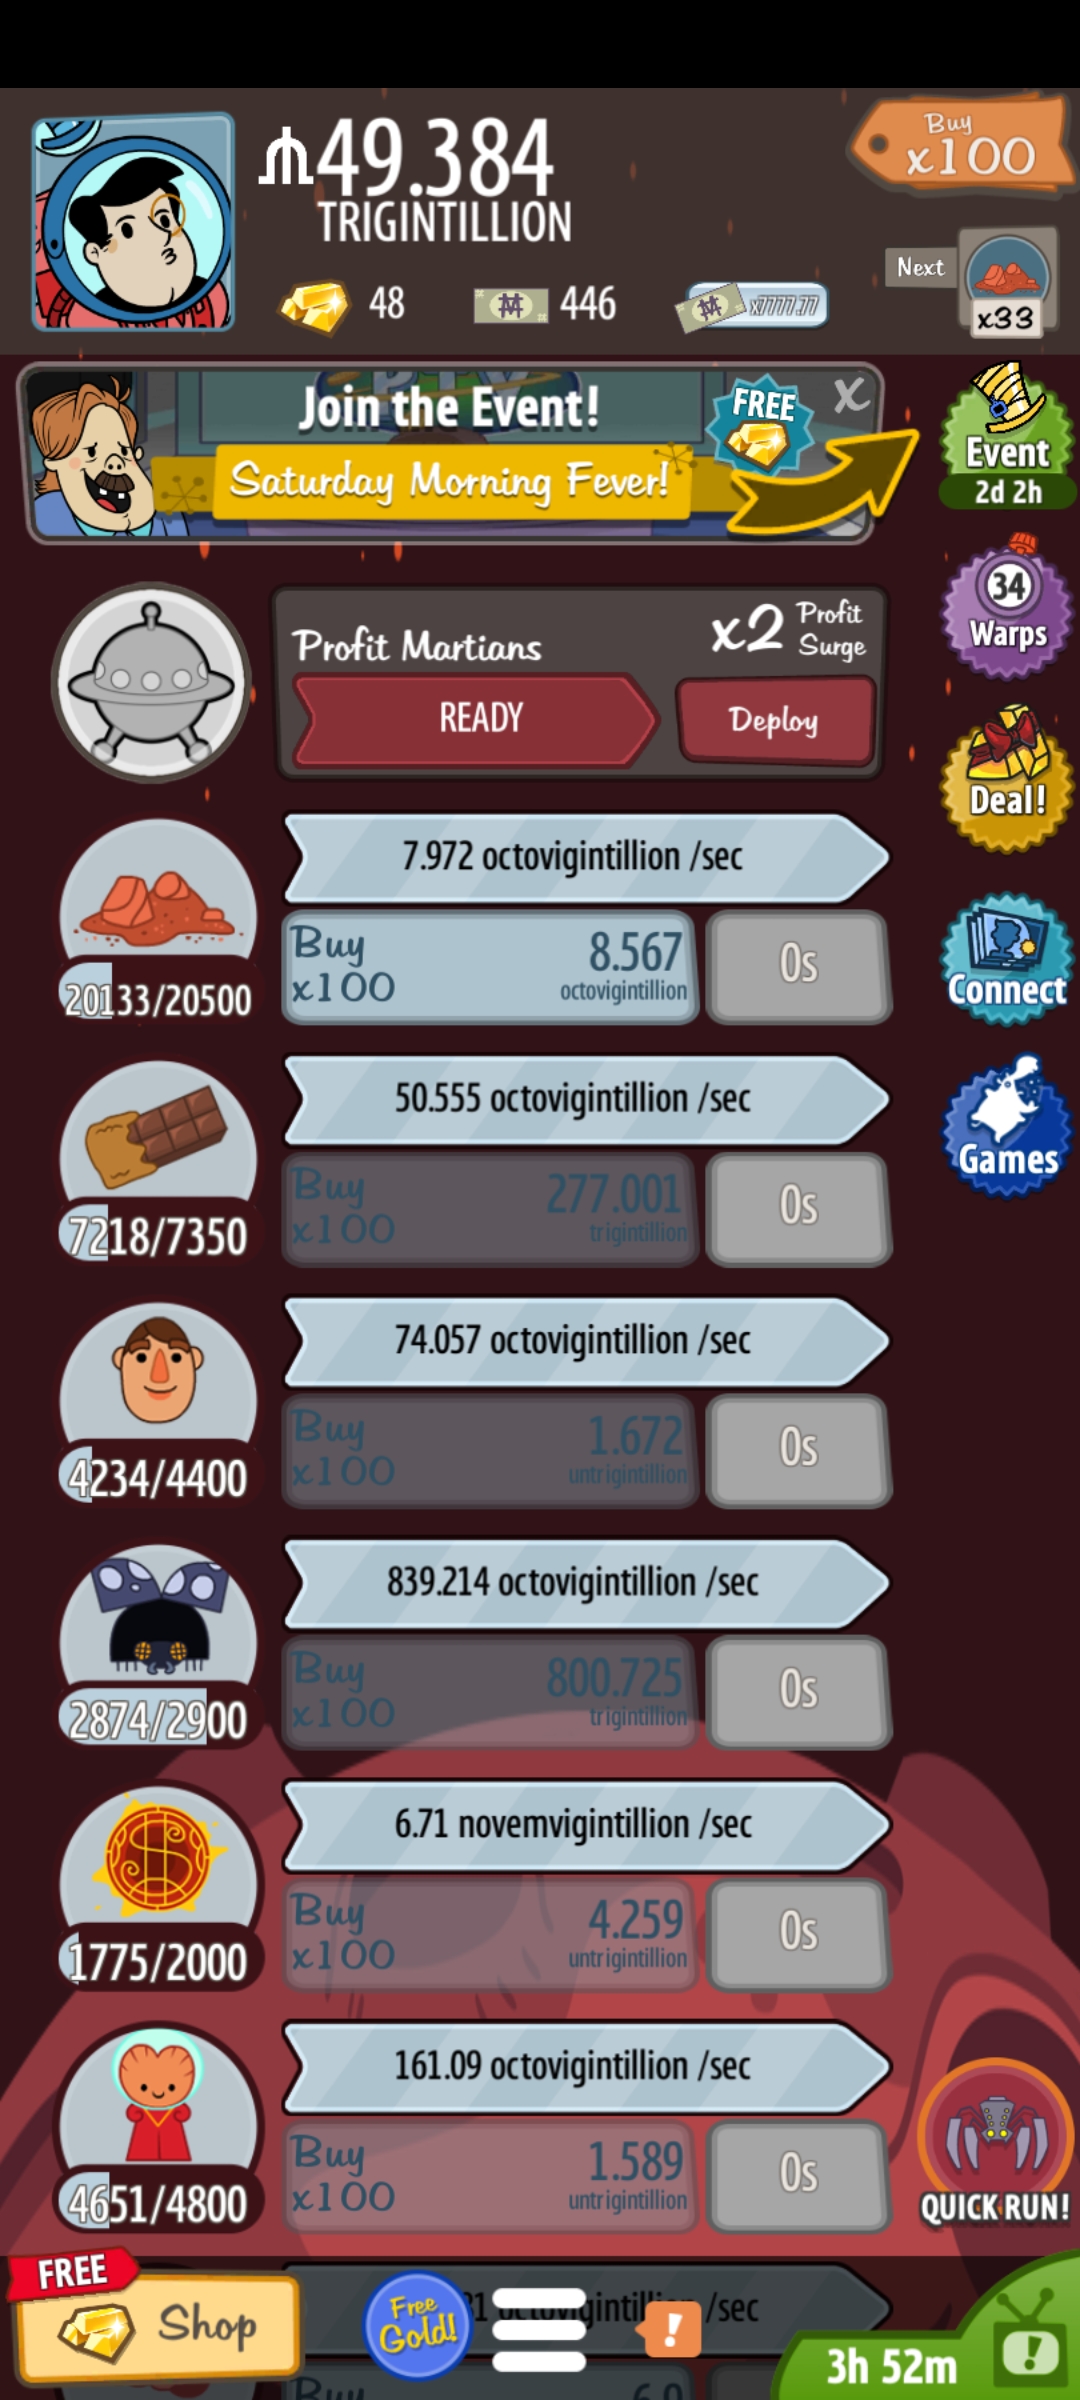 49.384
TRIGINTILLION
Buy
x100
48
446
x7777.77
Next
x33
Join the Event!
Saturday Morning Fever!
FREE
X
Event
2d 2h
Profit Martians
x2 Profit
Surge
READY
Deploy
34
Warps
Deal!
7.972 octovigintillion /sec
20133/20500
Buy
x100
8.567
octovigintillion
0s
Connect
50.555 octovigintillion /sec
7218/7350
Buy
x100
277.001
trigintillion
0s
Games
74.057 octovigintillion /sec
4234/4400
Buy
x100
1.672
untrigintillion
0s
839.214 octovigintillion /sec
2874/2900
Buy
x100
800.725
trigintillion
0s
6.71 novemvigintillion /sec
1775/2000
Buy
x100
4.259
untrigintillion
0s
161.09 octovigintillion /sec
4651/4800
Buy
x100
1.589
untrigintillion
0s
QUICK RUN!
FREE
Shop
Free
Gold!
/sec
!
3h 52m
!
Buy